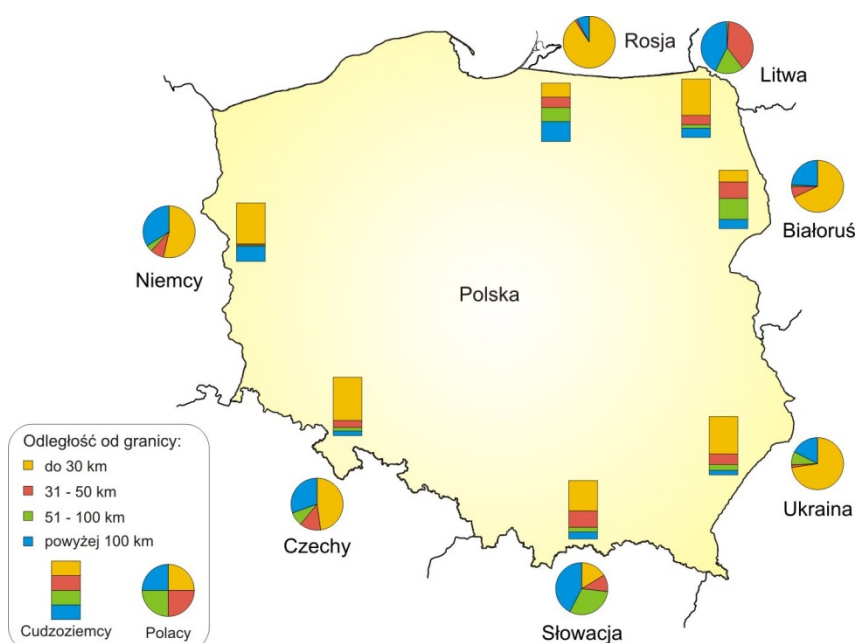 Rosja
Litwa
Białoruś
Niemcy
Polska
Ukraina
Czechy
Słowacja
Odległość od granicy:
do 30 km
31 - 50 km
51 - 100 km
powyżej 100 km
Cudzoziemcy
Polacy